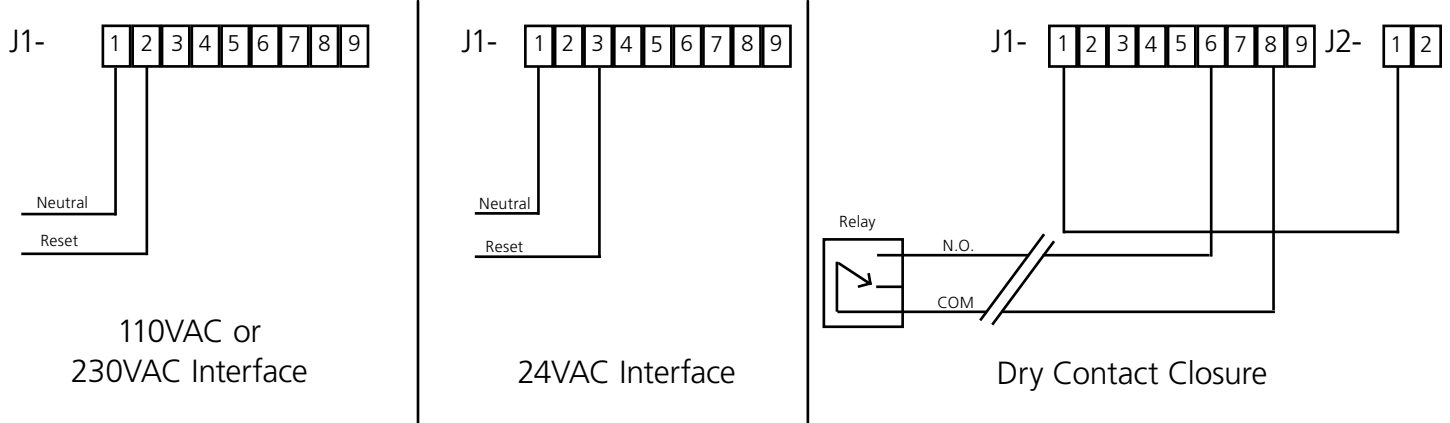 J1- 1 2 3 4 5 6 7 8 9
Neutral
Reset
110VAC or
230VAC Interface
J1- 1 2 3 4 5 6 7 8 9
Neutral
Reset
24VAC Interface
J1- 1 2 3 4 5 6 7 8 9 J2- 1 2
Relay
N.O.
COM
Dry Contact Closure